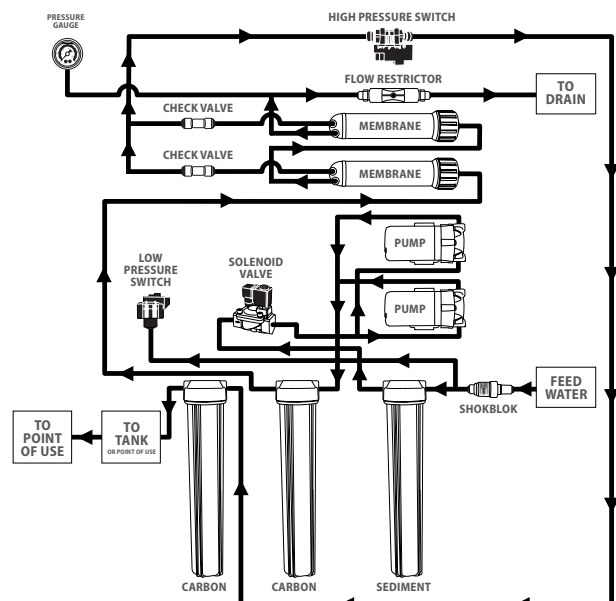 PRESSURE
GAUGE
HIGH PRESSURE SWITCH
FLOW RESTRICTOR
TO
DRAIN
CHECK VALVE
MEMBRANE
CHECK VALVE
MEMBRANE
PUMP
LOW
PRESSURE
SWITCH
SOLENOID
VALVE
PUMP
FEED
WATER
SHOKBLOK
TO
POINT
OF USE
TO
TANK
OR POINT OF USE
CARBON
CARBON
SEDIMENT